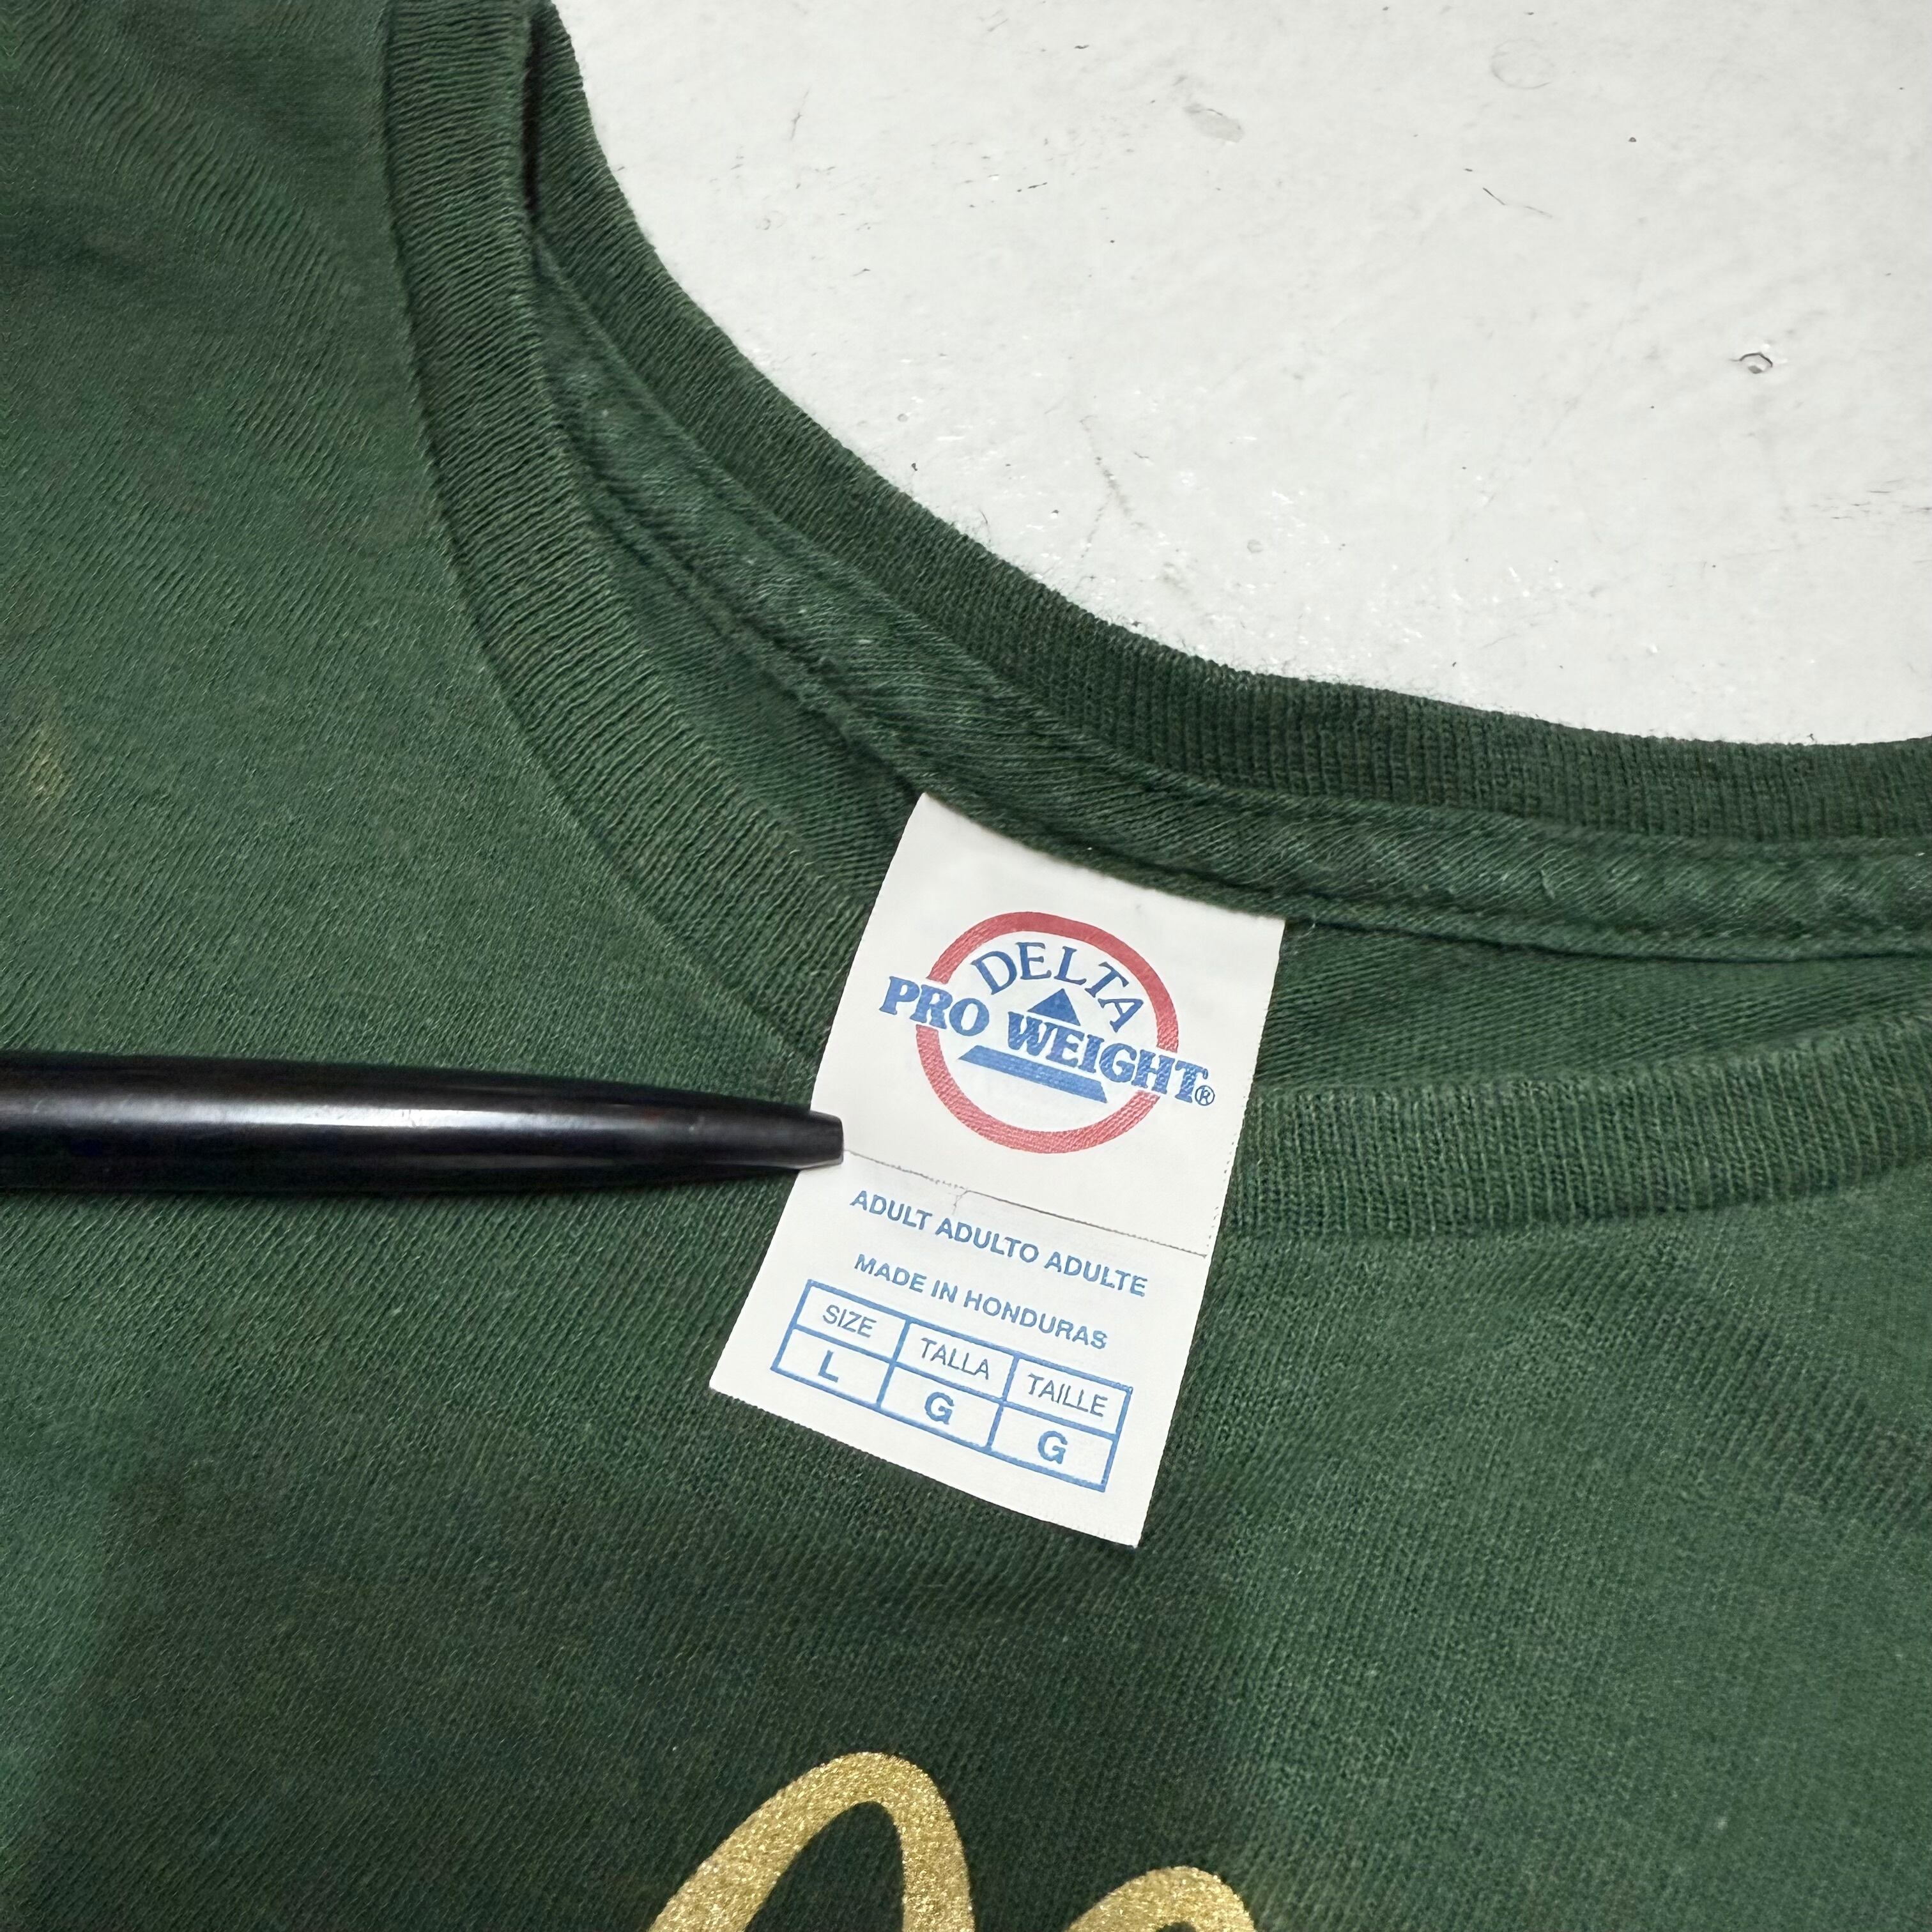 DELTA
PRO WEIGHT®
ADULT ADULTO ADULTE
MADE IN HONDURAS
SIZE TALLA TAILLE
L G G